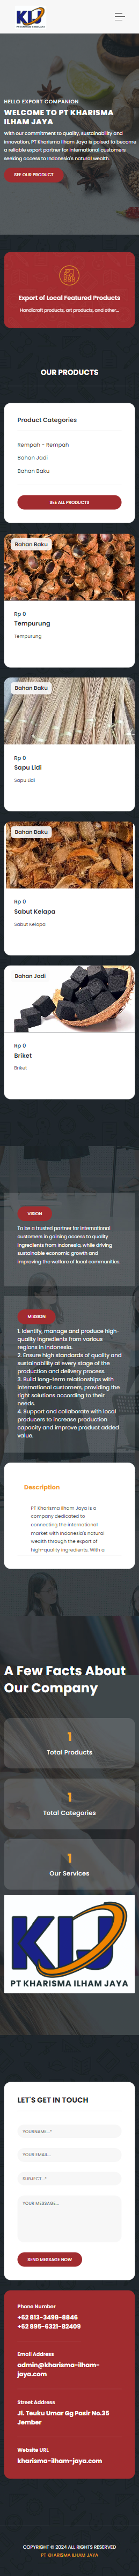 KIJ
PT KHARISMA ILHAM JAYA
HELLO EXPORT COMPANION
WELCOME TO PT KHARISMA
ILHAM JAYA
With our commitment to quality, sustainability and
innovation, PT Kharisma Ilham Jaya is poised to become
a reliable export partner for international customers
seeking access to Indonesia's natural wealth.
SEE OUR PRODUCT
Export of Local Featured Products
Handicraft products, art products, and other...
OUR PRODUCTS
Product Categories
Rempah - Rempah
Bahan Jadi
Bahan Baku
SEE ALL PRODUCTS
Bahan Baku
Rp 0
Tempurung
Tempurung
Bahan Baku
Rp 0
Sapu Lidi
Sapu Lidi
Bahan Baku
Rp 0
Sabut Kelapa
Sabut Kelapa
Bahan Jadi
Rp 0
Briket
Briket
VISION
To be a trusted partner for international
customers in gaining access to quality
ingredients from Indonesia, while driving
sustainable economic growth and
improving the welfare of local communities.
MISSION
1. Identify, manage and produce high-
quality ingredients from various
regions in Indonesia.
2. Ensure high standards of quality and
sustainability at every stage of the
production and delivery process.
3. Build long-term relationships with
international customers, providing the
right solutions according to their
needs.
4. Support and collaborate with local
producers to increase production
capacity and improve product added
value.
Description
PT Kharisma Ilham Jaya is a
company dedicated to
connecting the international
market with Indonesia's natural
wealth through the export of
high-quality ingredients. With a
A Few Facts About
Our Company
1
Total Products
1
Total Categories
1
Our Services
KIJ
PT KHARISMA ILHAM JAYA
LET'S GET IN TOUCH
YOURNAME...*
YOUR EMAIL...
SUBJECT...*
YOUR MESSAGE...
SEND MESSAGE NOW
Phone Number
+62 813-3498-8846
+62 895-6321-82409
Email Address
admin@kharisma-ilham-
jaya.com
Street Address
Jl. Teuku Umar Gg Pasir No.35
Jember
Website URL
kharisma-ilham-jaya.com
COPYRIGHT © 2024 ALL RIGHTS RESERVED
PT KHARISMA ILHAM JAYA